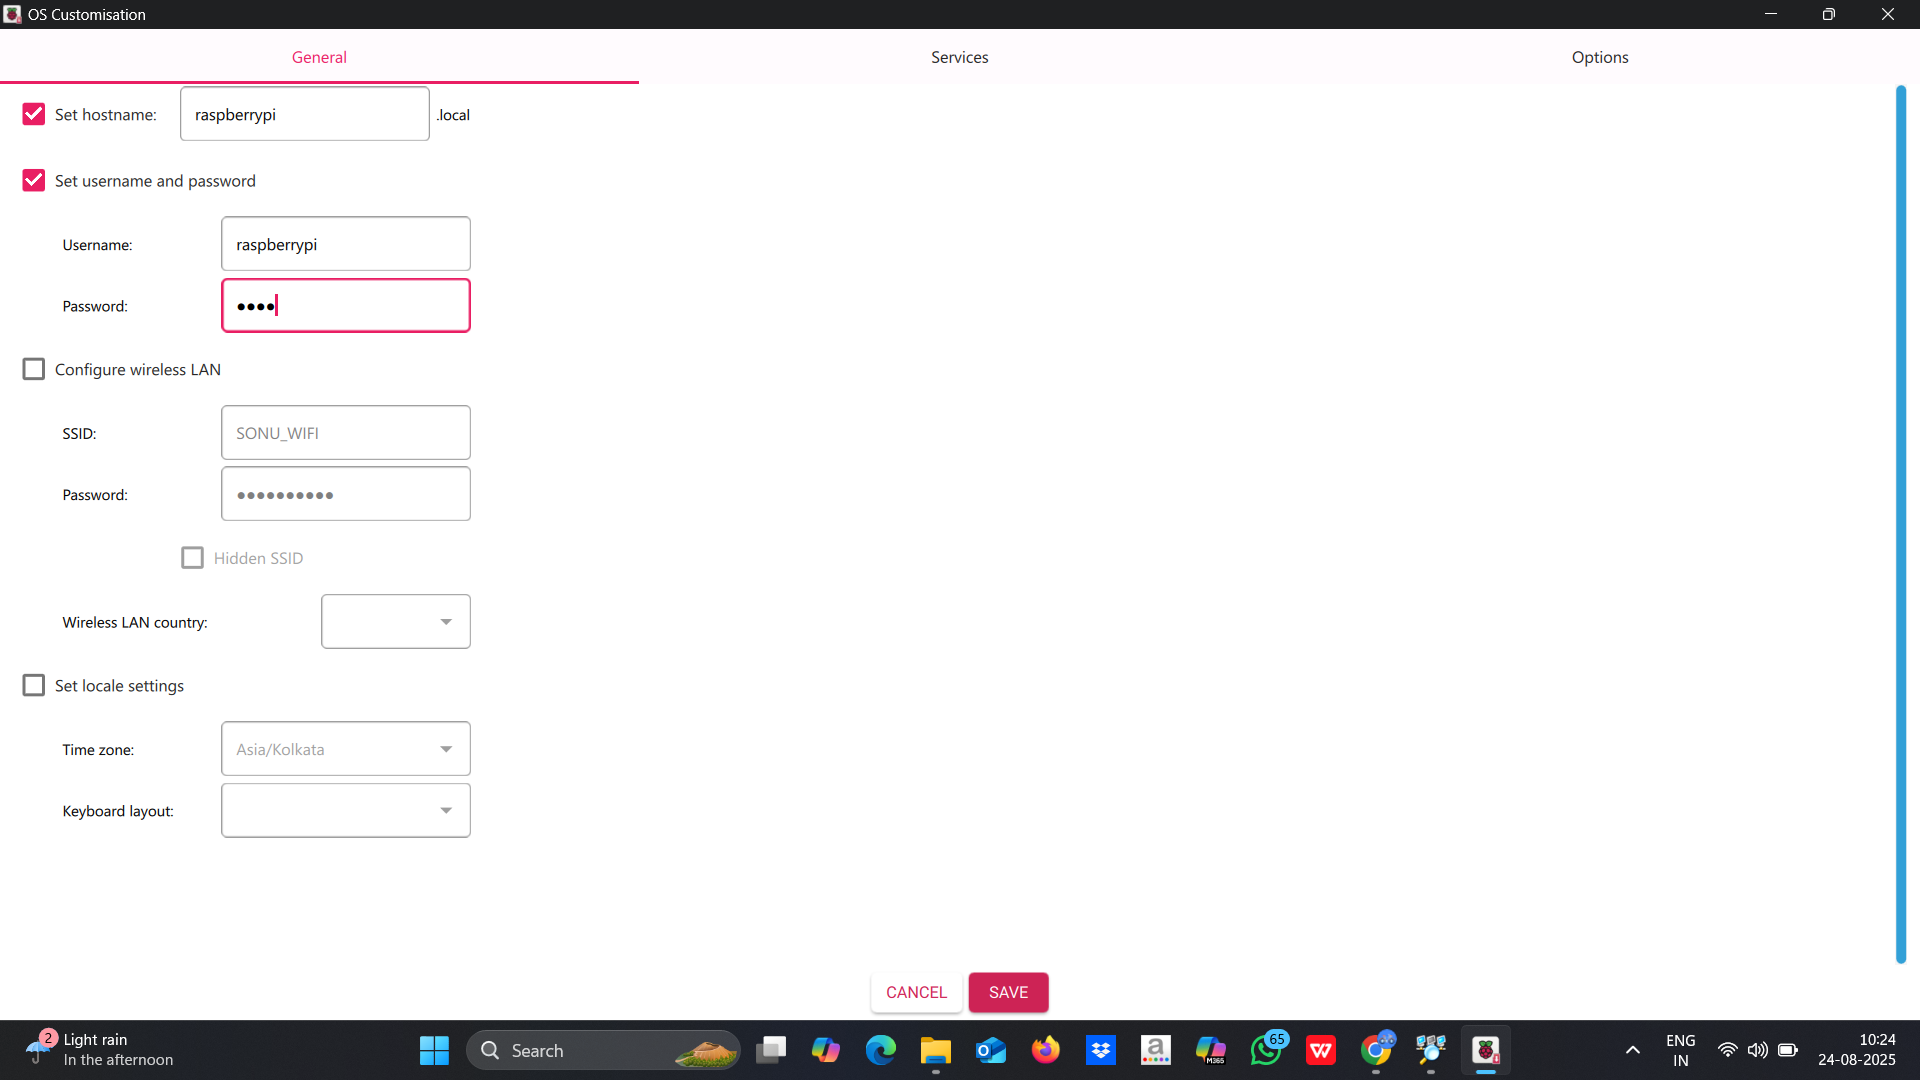 OS Customisation
General Services Options
Set hostname: raspberrypi .local
Set username and password
Username: raspberrypi
Password: ••••
Configure wireless LAN
SSID: SONU_WIFI
Password: ••••••••••
Hidden SSID
Wireless LAN country:
Set locale settings
Time zone: Asia/Kolkata
Keyboard layout:
CANCEL SAVE
2 Light rain
In the afternoon
Search
M365
65
ENG
IN
10:24
24-08-2025